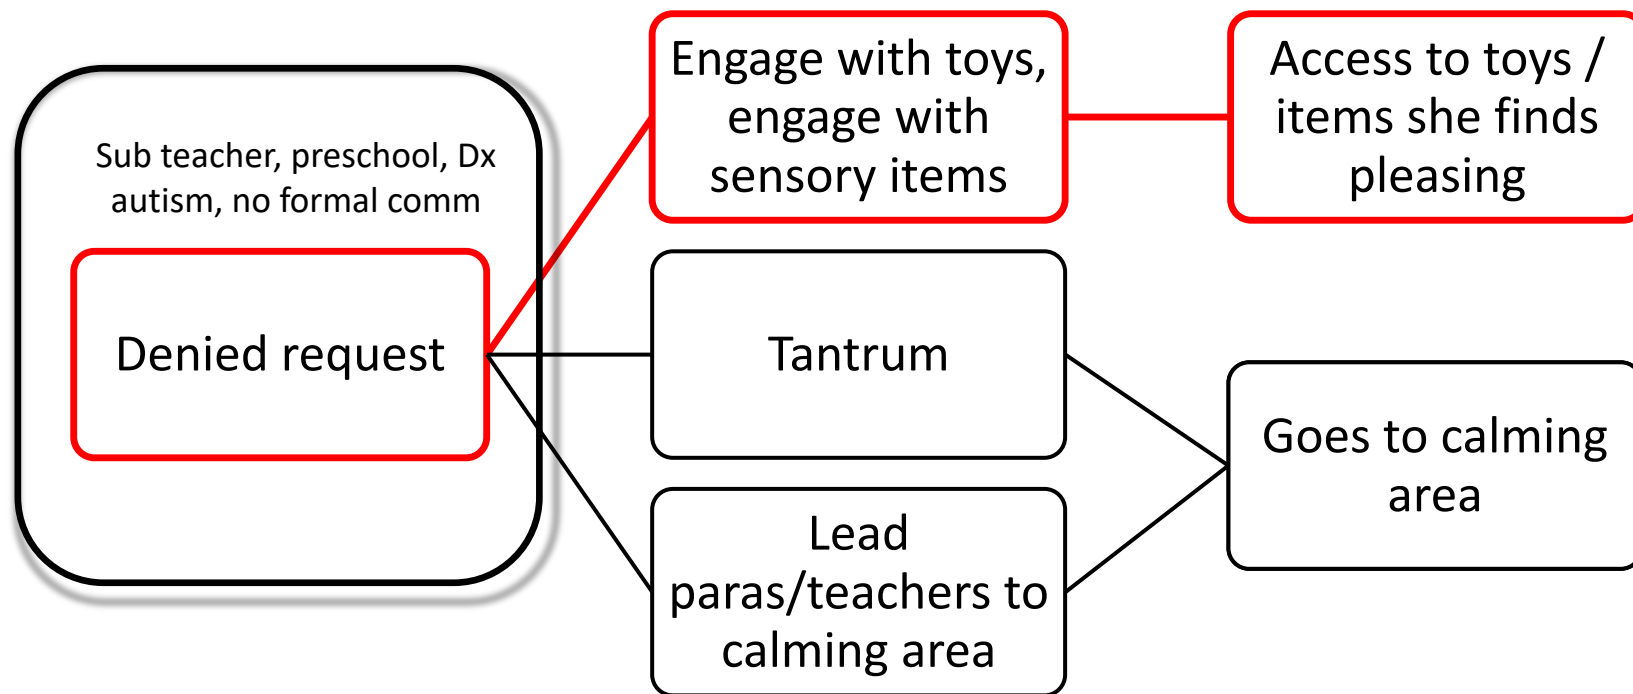 Sub teacher, preschool, Dx
autism, no formal comm
Denied request
Engage with toys,
engage with
sensory items
Access to toys /
items she finds
pleasing
Tantrum
Lead
paras/teachers to
calming area
Goes to calming
area